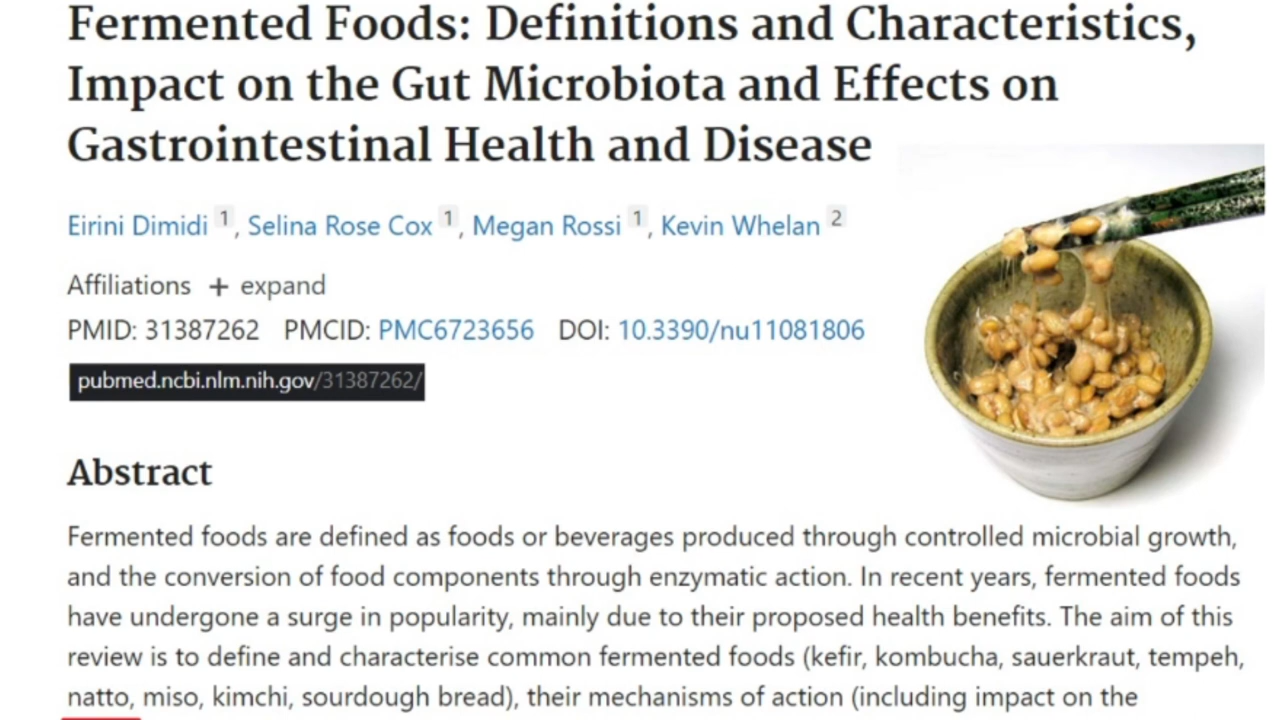 Fermented Foods: Definitions and Characteristics,
Impact on the Gut Microbiota and Effects on
Gastrointestinal Health and Disease
Eirini Dimidi 1, Selina Rose Cox 1, Megan Rossi 1, Kevin Whelan 2
Affiliations + expand
PMID: 31387262 PMCID: PMC6723656 DOI: 10.3390/nu11081806
pubmed.ncbi.nlm.nih.gov/31387262/
Abstract
Fermented foods are defined as foods or beverages produced through controlled microbial growth,
and the conversion of food components through enzymatic action. In recent years, fermented foods
have undergone a surge in popularity, mainly due to their proposed health benefits. The aim of this
review is to define and characterise common fermented foods (kefir, kombucha, sauerkraut, tempeh,
natto, miso, kimchi, sourdough bread), their mechanisms of action (including impact on the